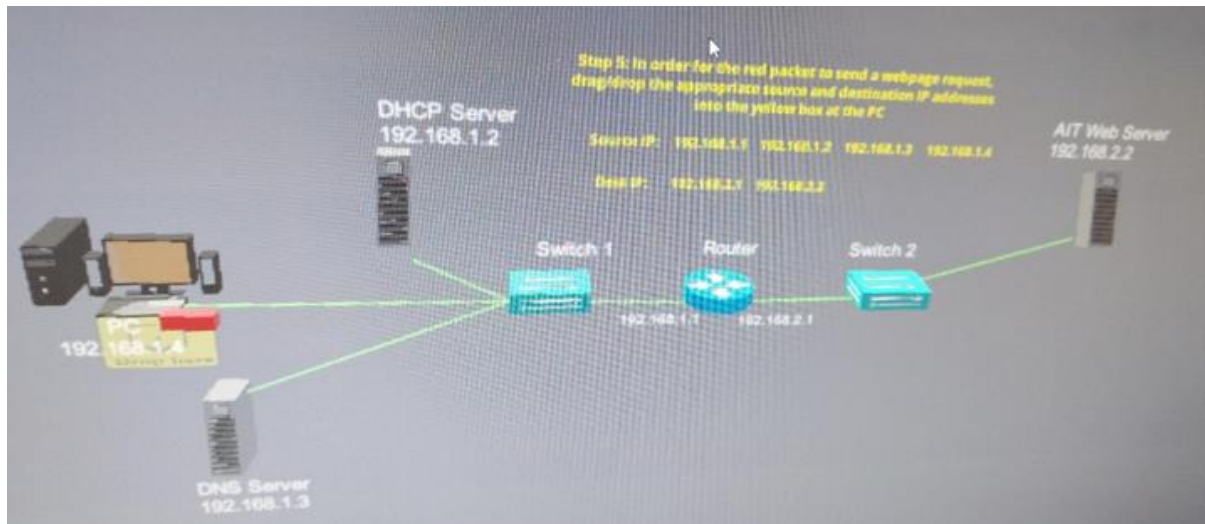 Step 5: In order for the red packet to send a webpage request,
drag/drop the appropriate source and destination IP addresses
into the yellow box at the PC
DHCP Server
192.168.1.2
AIT Web Server
192.168.2.2
Source IP: 192.168.1.1 192.168.1.2 192.168.1.3 192.168.1.4
Desti IP: 192.168.2.1 192.168.2.2
Switch 1
Router
Switch 2
192.168.1.1
192.168.2.1
PC
192.168.1.4
Drop here
DNS Server
192.168.1.3